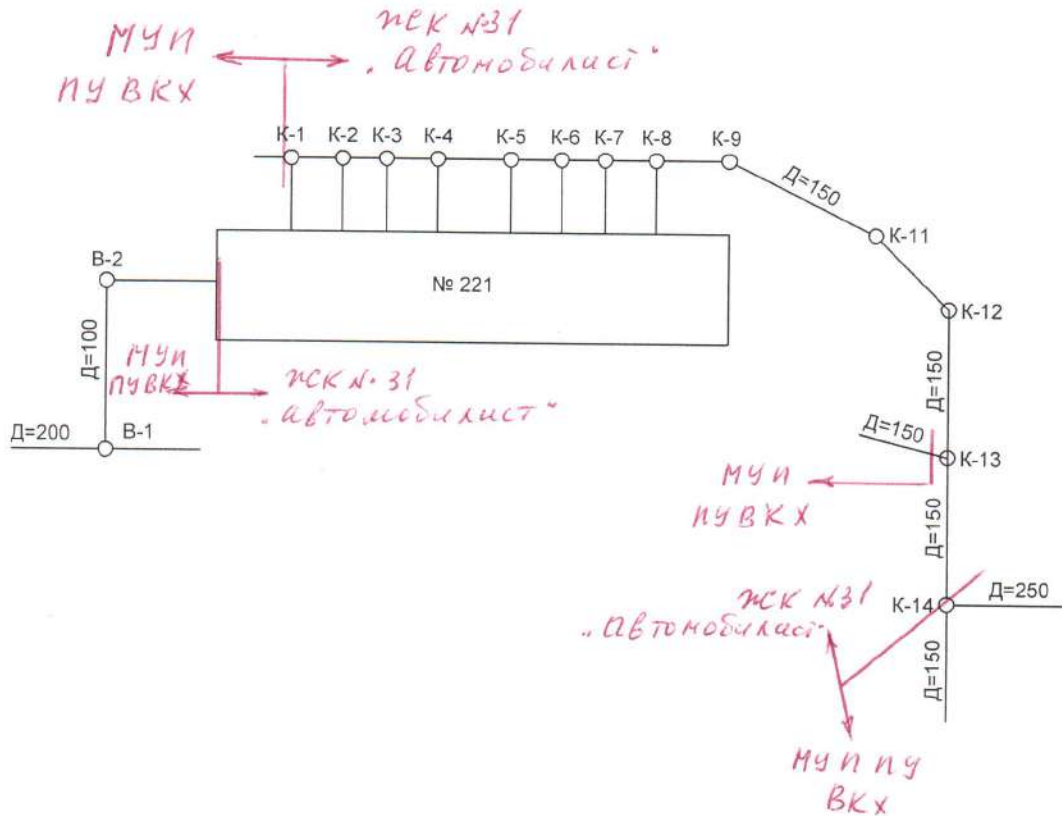 МУП
ПУ ВКХ
ЖСК №31
„Автомобилист"
К-1 К-2 К-3 К-4 К-5 К-6 К-7 К-8 К-9
Д=150
К-11
В-2
№ 221
К-12
Д=100
МУП
ПУВКХ
ЖСК №31
„автомобилист"
Д=150
Д=200
В-1
Д=150
К-13
МУП
ПУВКХ
Д=150
ЖСК №31
„Автомобилист"
К-14
Д=250
Д=150
МУП ПУ
ВКХ